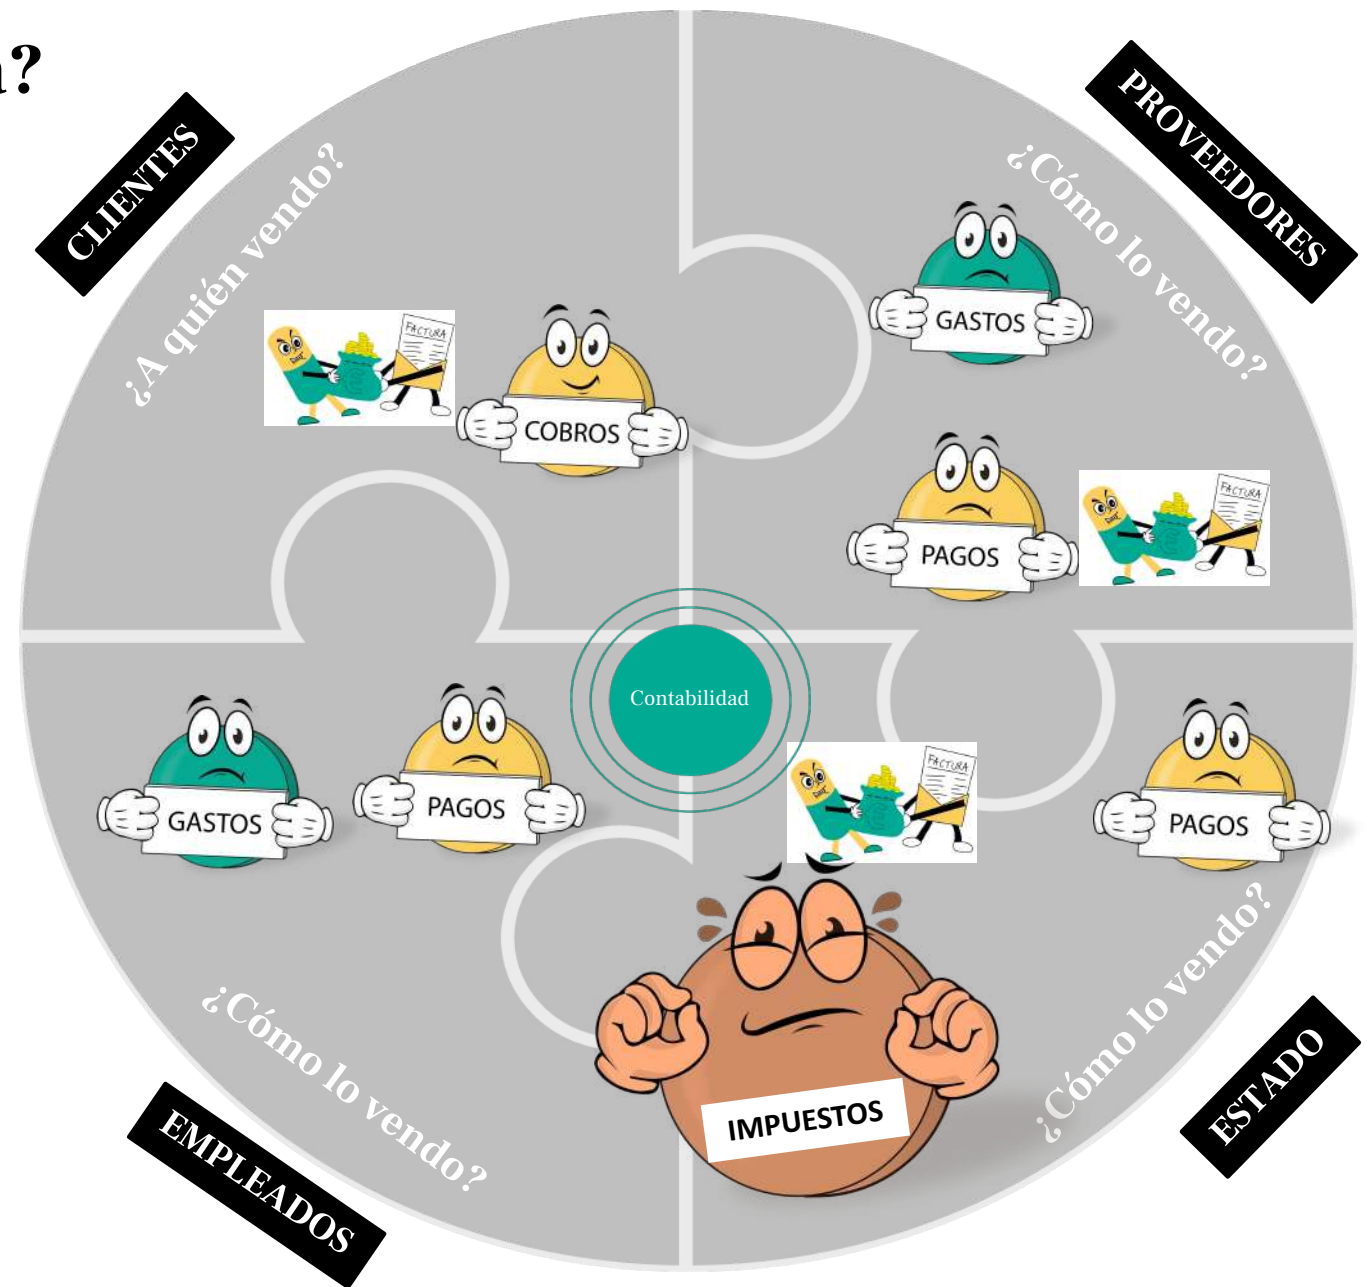 CLIENTES
¿A quién vendo?
FACTURA
COBROS
PROVEEDORES
¿Cómo lo vendo?
GASTOS
PAGOS
FACTURA
Contabilidad
GASTOS
PAGOS
¿Cómo lo vendo?
EMPLEADOS
FACTURA
PAGOS
IMPUESTOS
¿Cómo lo vendo?
ESTADO